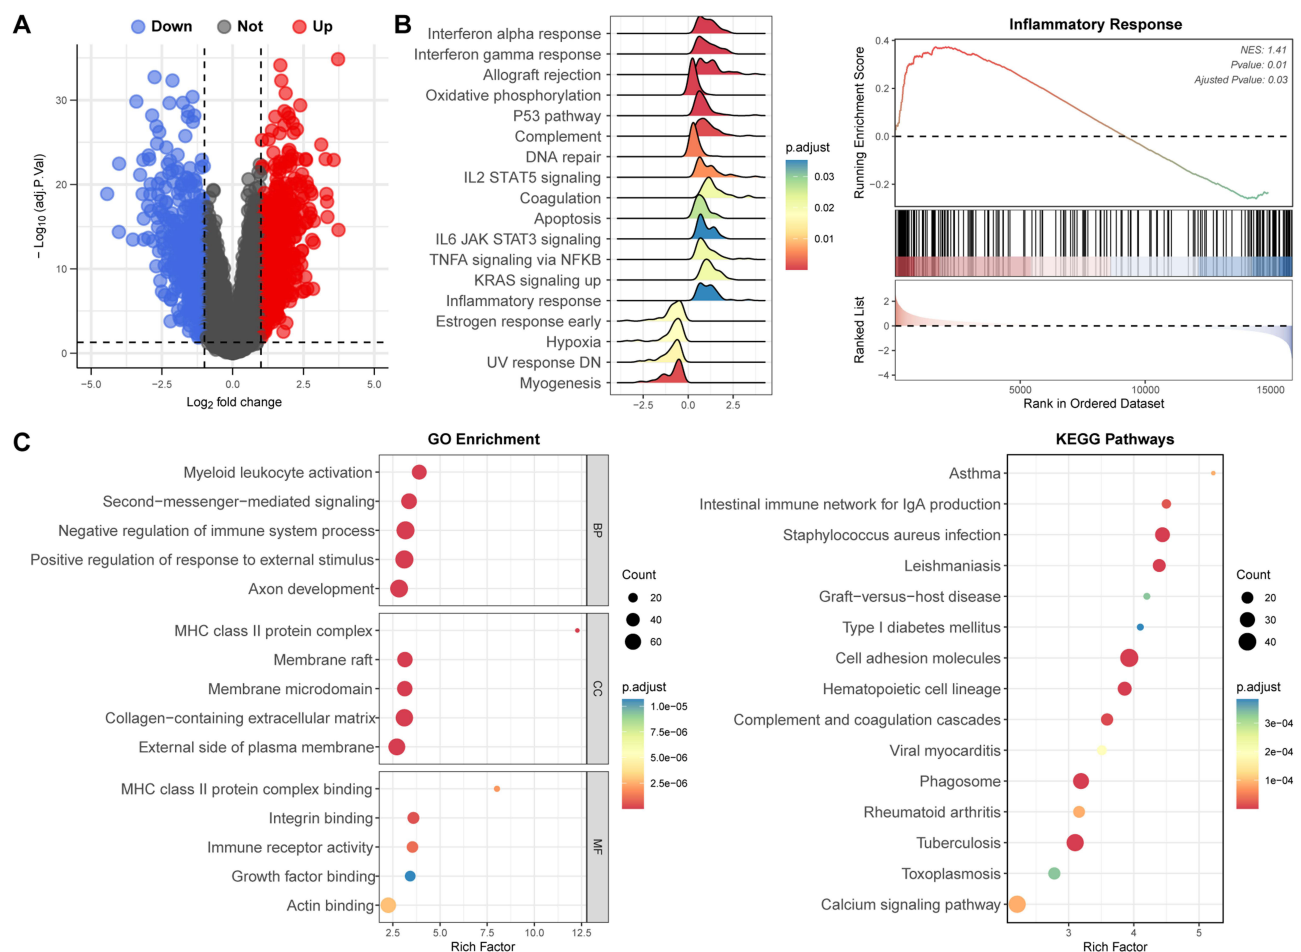 A
Down
Not
Up
− Log10 (adj.P.Val)
30
20
10
0
−5.0
−2.5
0.0
2.5
5.0
Log2 fold change
B
Interferon alpha response
Interferon gamma response
Allograft rejection
Oxidative phosphorylation
P53 pathway
Complement
DNA repair
IL2 STAT5 signaling
Coagulation
Apoptosis
IL6 JAK STAT3 signaling
TNFA signaling via NFKB
KRAS signaling up
Inflammatory response
Estrogen response early
Hypoxia
UV response DN
Myogenesis
−2.5
0.0
2.5
p.adjust
0.03
0.02
0.01
Inflammatory Response
NES: 1.41
Pvalue: 0.01
Ajusted Pvalue: 0.03
Running Enrichment Score
0.4
0.2
0.0
−0.2
Ranked List
2
0
−2
−4
5000
10000
15000
Rank in Ordered Dataset
C
GO Enrichment
Myeloid leukocyte activation
Second−messenger−mediated signaling
Negative regulation of immune system process
Positive regulation of response to external stimulus
Axon development
BP
MHC class II protein complex
Membrane raft
Membrane microdomain
Collagen−containing extracellular matrix
External side of plasma membrane
CC
MHC class II protein complex binding
Integrin binding
Immune receptor activity
Growth factor binding
Actin binding
MF
2.5
5.0
7.5
10.0
12.5
Rich Factor
Count
20
40
60
p.adjust
1.0e−05
7.5e−06
5.0e−06
2.5e−06
KEGG Pathways
Asthma
Intestinal immune network for IgA production
Staphylococcus aureus infection
Leishmaniasis
Graft−versus−host disease
Type I diabetes mellitus
Cell adhesion molecules
Hematopoietic cell lineage
Complement and coagulation cascades
Viral myocarditis
Phagosome
Rheumatoid arthritis
Tuberculosis
Toxoplasmosis
Calcium signaling pathway
3
4
5
Rich Factor
Count
20
30
40
p.adjust
3e−04
2e−04
1e−04